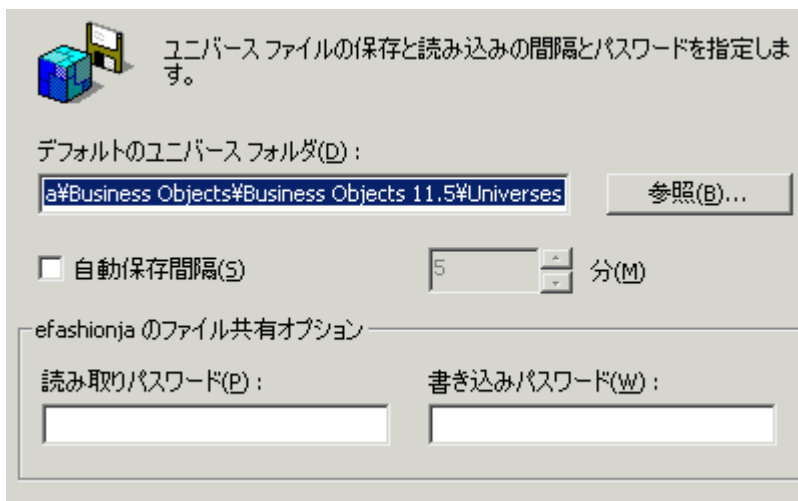 ユニバース ファイルの保存と読み込みの間隔とパスワードを指定しま
す。
デフォルトのユニバース フォルダ(D) :
a¥Business Objects¥Business Objects 11.5¥Universes
参照(B)...
自動保存間隔(S)
5
分(M)
efashionja のファイル共有オプション
読み取りパスワード(P) :
書き込みパスワード(W) :